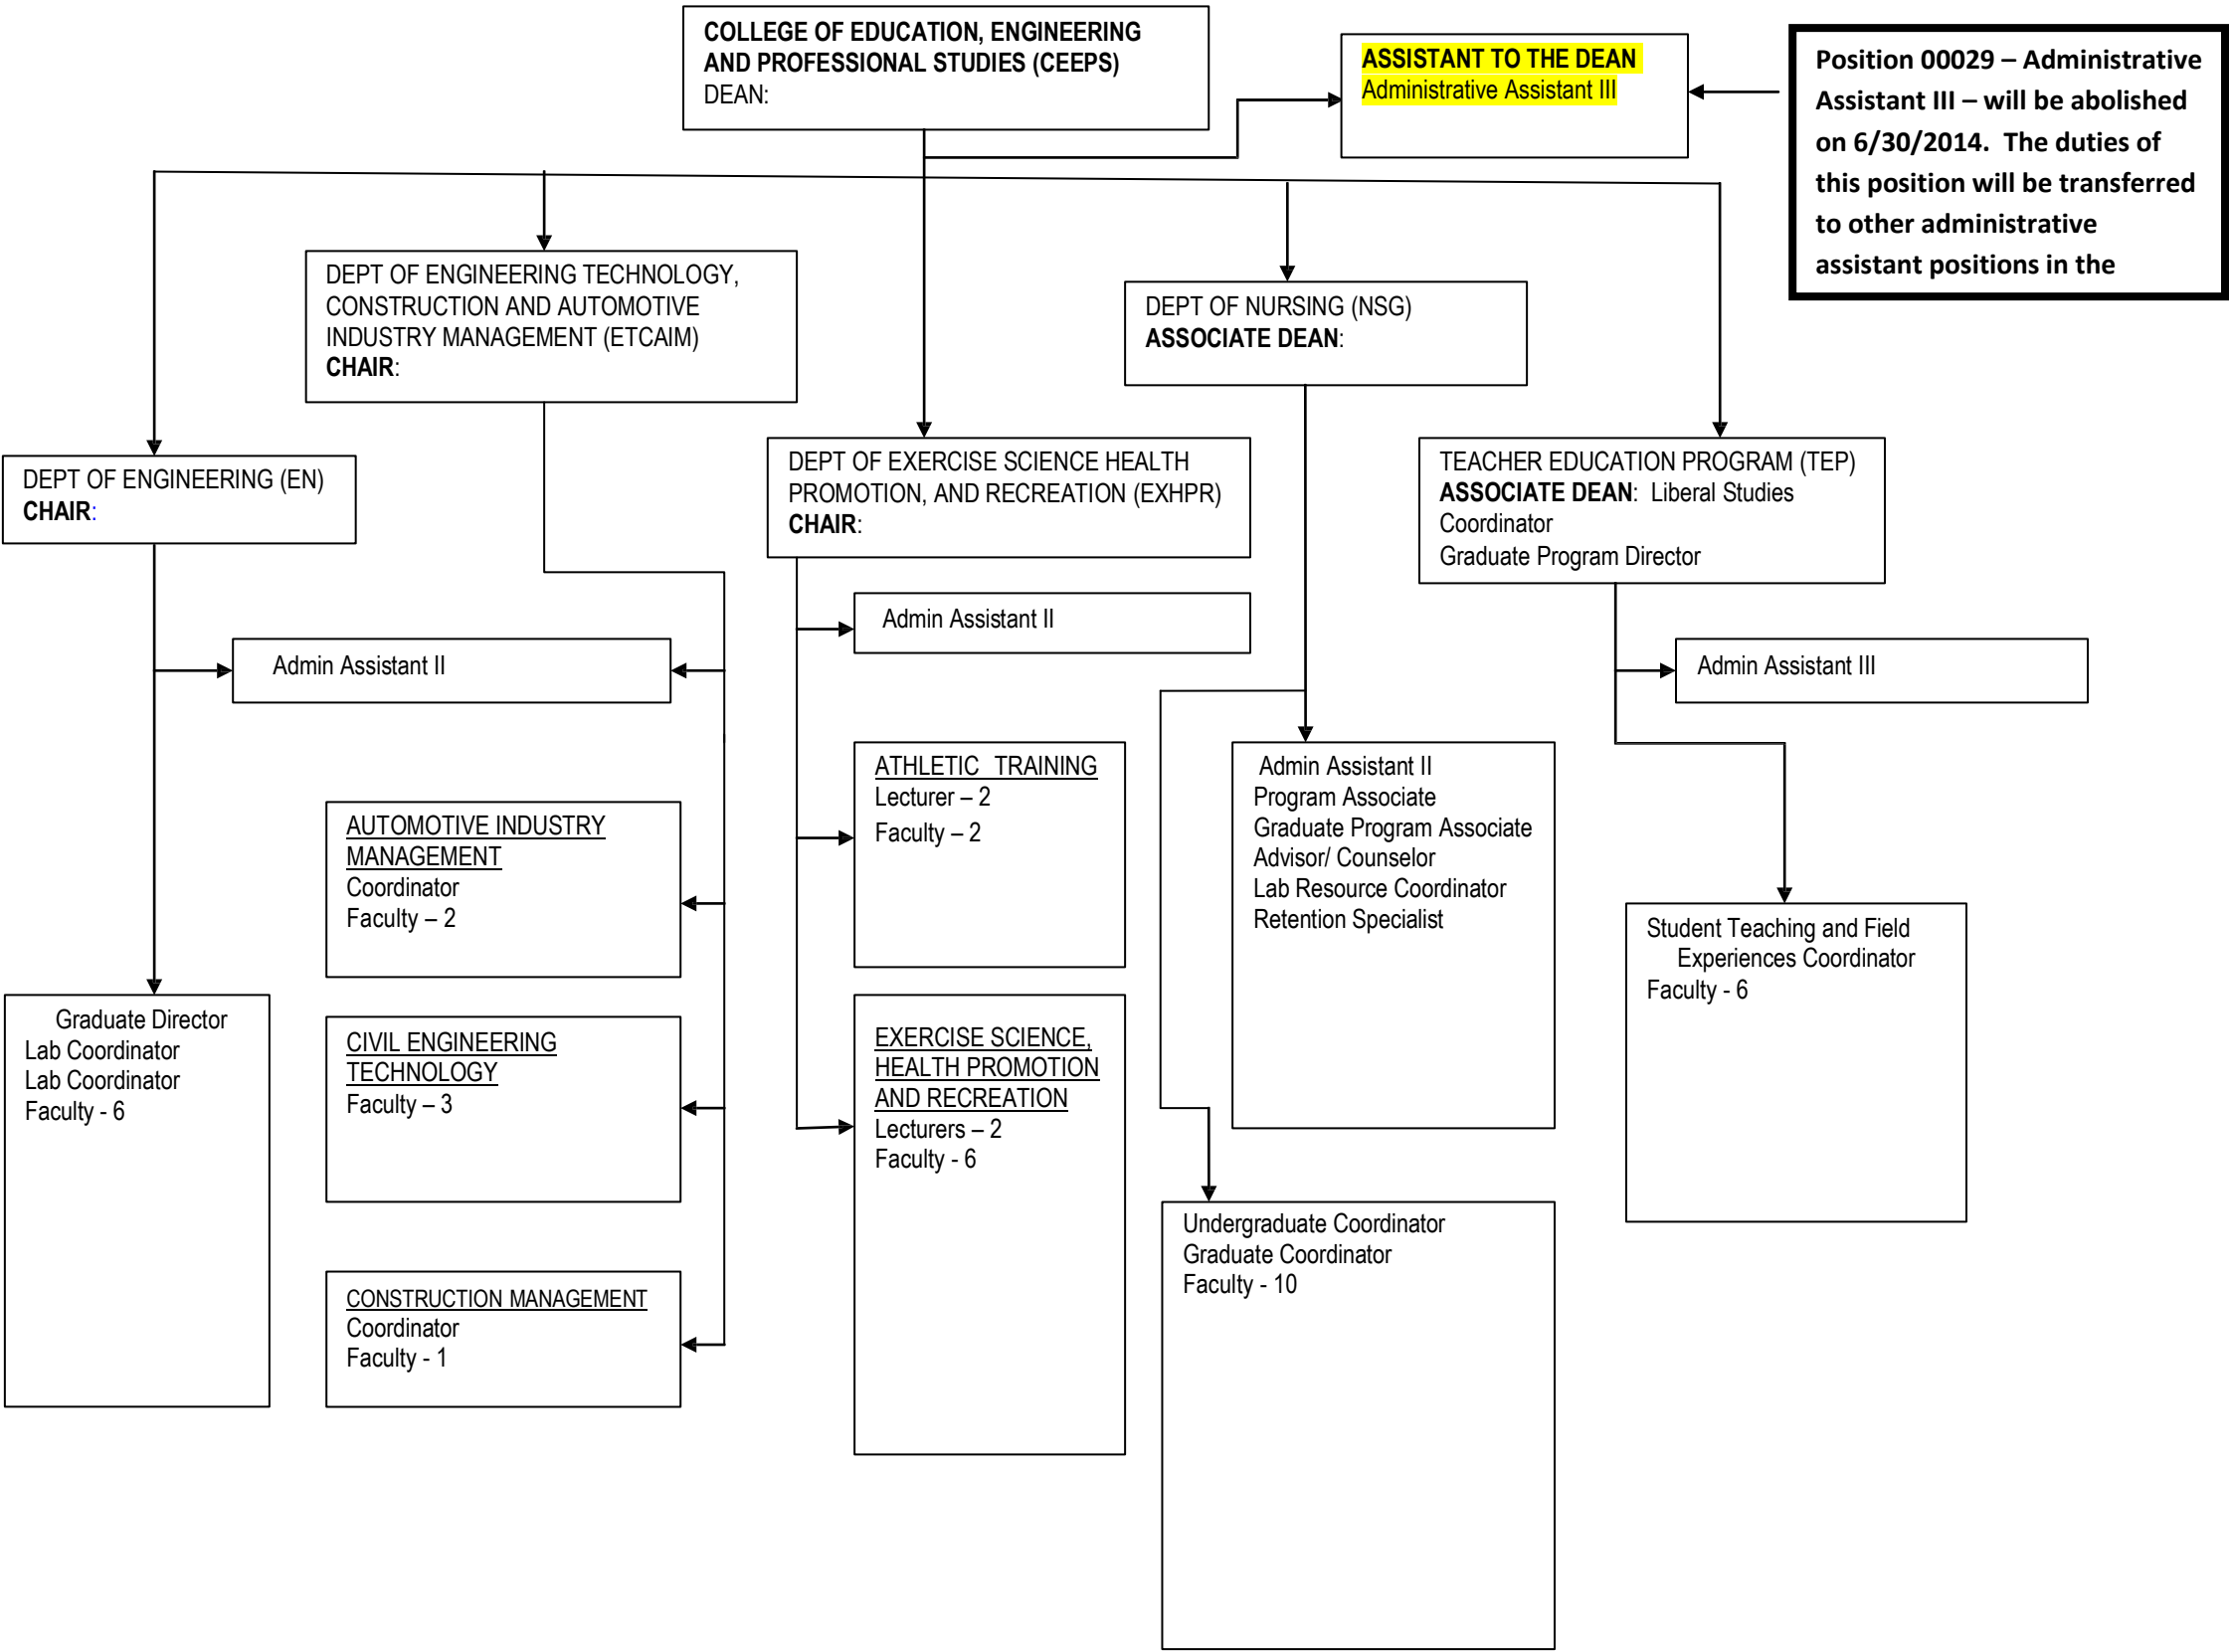 COLLEGE OF EDUCATION, ENGINEERING
AND PROFESSIONAL STUDIES (CEEPS)
DEAN:
ASSISTANT TO THE DEAN
Administrative Assistant III
Position 00029 – Administrative
Assistant III – will be abolished
on 6/30/2014.  The duties of
this position will be transferred
to other administrative
assistant positions in the
DEPT OF ENGINEERING TECHNOLOGY,
CONSTRUCTION AND AUTOMOTIVE
INDUSTRY MANAGEMENT (ETCAIM)
CHAIR:
DEPT OF NURSING (NSG)
ASSOCIATE DEAN:
DEPT OF ENGINEERING (EN)
CHAIR:
DEPT OF EXERCISE SCIENCE HEALTH
PROMOTION, AND RECREATION (EXHPR)
CHAIR:
TEACHER EDUCATION PROGRAM (TEP)
ASSOCIATE DEAN:  Liberal Studies
Coordinator
Graduate Program Director
Admin Assistant II
Admin Assistant II
Admin Assistant III
AUTOMOTIVE INDUSTRY
MANAGEMENT
Coordinator
Faculty – 2
ATHLETIC  TRAINING
Lecturer – 2
Faculty – 2
Admin Assistant II
Program Associate
Graduate Program Associate
Advisor/ Counselor
Lab Resource Coordinator
Retention Specialist
Student Teaching and Field
Experiences Coordinator
Faculty - 6
Graduate Director
Lab Coordinator
Lab Coordinator
Faculty - 6
CIVIL ENGINEERING
TECHNOLOGY
Faculty – 3
EXERCISE SCIENCE,
HEALTH PROMOTION
AND RECREATION
Lecturers – 2
Faculty - 6
Undergraduate Coordinator
Graduate Coordinator
Faculty - 10
CONSTRUCTION MANAGEMENT
Coordinator
Faculty - 1